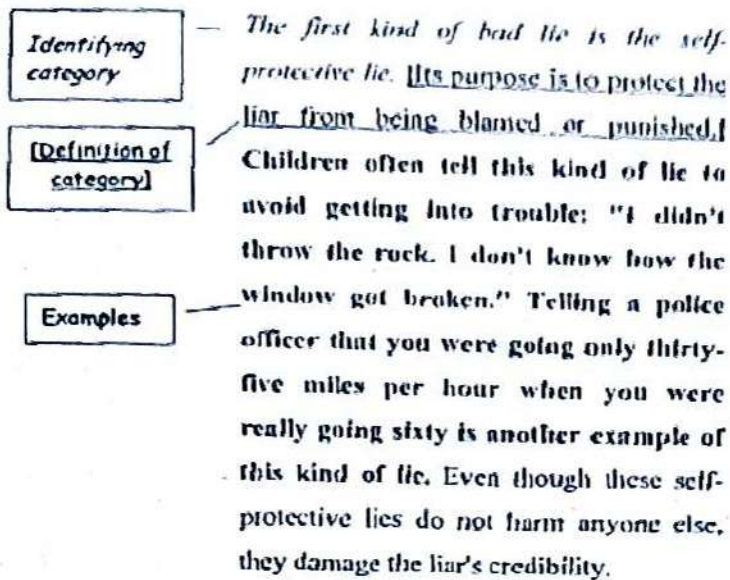 Identifying
category
The first kind of bad lie is the self-
protective lie. [Its purpose is to protect the
liar from being blamed or punished.]
[Definition of
category]
Children often tell this kind of lie to
avoid getting into trouble: "I didn't
throw the rock. I don't know how the
window got broken." Telling a police
Examples
officer that you were going only thirty-
five miles per hour when you were
really going sixty is another example of
this kind of lie. Even though these self-
protective lies do not harm anyone else,
they damage the liar's credibility.